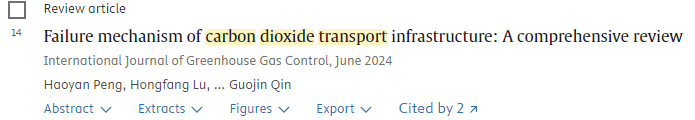 Review article
14
Failure mechanism of carbon dioxide transport infrastructure: A comprehensive review
International Journal of Greenhouse Gas Control, June 2024
Haoyan Peng, Hongfang Lu, ... Guojin Qin
Abstract Extracts Figures Export Cited by 2